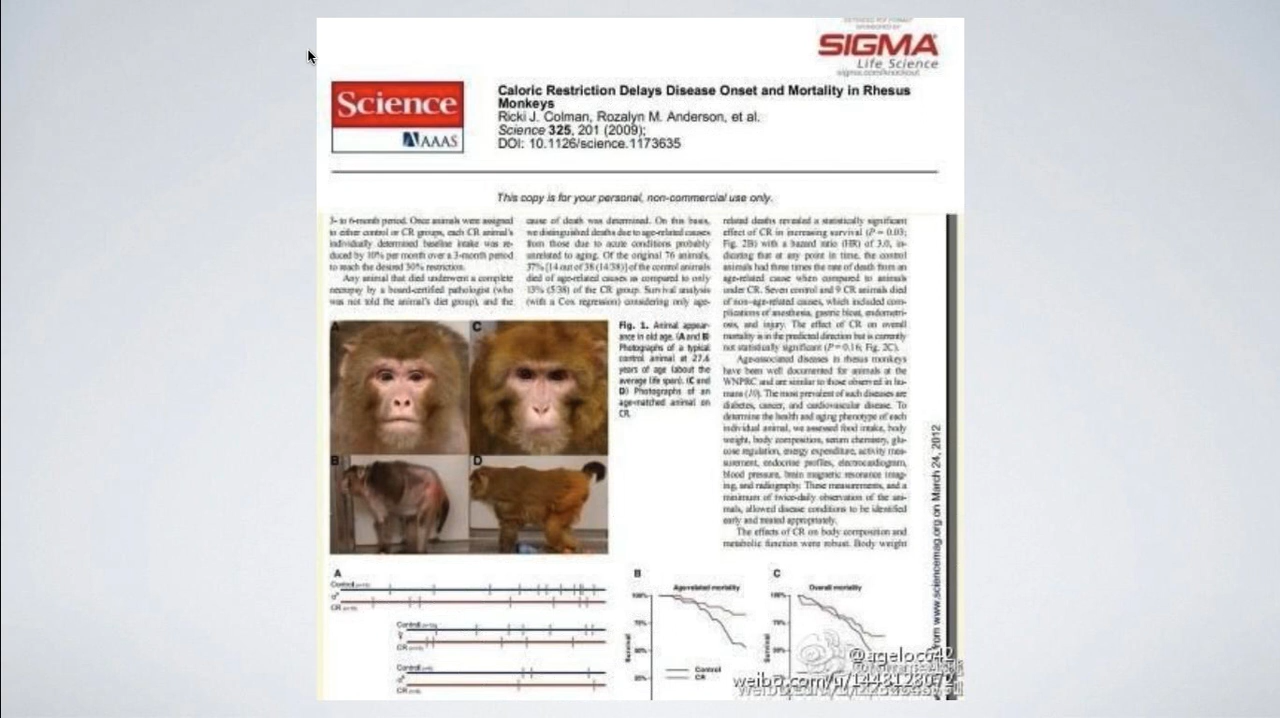 SIGMA
Life Science
sigma.com/knockout
Science
AAAS
Caloric Restriction Delays Disease Onset and Mortality in Rhesus
Monkeys
Ricki J. Colman, Rozalyn M. Anderson, et al.
Science 325, 201 (2009);
DOI: 10.1126/science.1173635
This copy is for your personal, non-commercial use only.
3- to 6-month period. Once animals were assigned
to either control or CR groups, each CR animal's
individually determined baseline intake was re-
duced by 10% per month over a 3-month period
to reach the desired 30% restriction.
Any animal that died underwent a complete
necropsy by a board-certified pathologist (who
was not told the animal's diet group), and the
cause of death was determined. On this basis,
we distinguished deaths due to age-related causes
from those due to acute conditions probably
unrelated to aging. Of the original 76 animals,
37% [14 out of 38 (14/38)] of the control animals
died of age-related causes as compared to only
13% (5/38) of the CR group. Survival analysis
(with a Cox regression) considering only age-
related deaths revealed a statistically significant
effect of CR in increasing survival (P = 0.03;
Fig. 2B) with a hazard ratio (HR) of 3.0, in-
dicating that at any point in time, the control
animals had three times the rate of death from an
age-related cause when compared to animals
under CR. Seven control and 9 CR animals died
of non-age-related causes, which included com-
plications of anesthesia, gastric bloat, endometri-
osis, and injury. The effect of CR on overall
mortality is in the predicted direction but is currently
not statistically significant (P = 0.16; Fig. 2C).
Age-associated diseases in rhesus monkeys
have been well documented for animals at the
WNPRC and are similar to those observed in hu-
mans (10). The most prevalent of such diseases are
diabetes, cancer, and cardiovascular disease. To
determine the health and aging phenotype of each
individual animal, we assessed food intake, body
weight, body composition, serum chemistry, glu-
cose regulation, energy expenditure, activity mea-
surement, endocrine profiles, electrocardiogram,
blood pressure, brain magnetic resonance imag-
ing, and radiography. These measurements, and a
minimum of twice-daily observation of the ani-
mals, allowed disease conditions to be identified
early and treated appropriately.
The effects of CR on body composition and
metabolic function were robust. Body weight
A
C
B
D
Fig. 1. Animal appear-
ance in old age. (A and B)
Photographs of a typical
control animal at 27.6
years of age (about the
average life span). (C and
D) Photographs of an
age-matched animal on
CR.
from www.sciencemag.org on March 24, 2012
A
Control
♂
CR
Control
♀
CR
Control
♂
CR
B
Age-related mortality
100%
75%
50%
25%
Survival
Control
CR
C
Overall mortality
100%
75%
50%
Survival
@ageloc642
weibo.com/u/1448128072